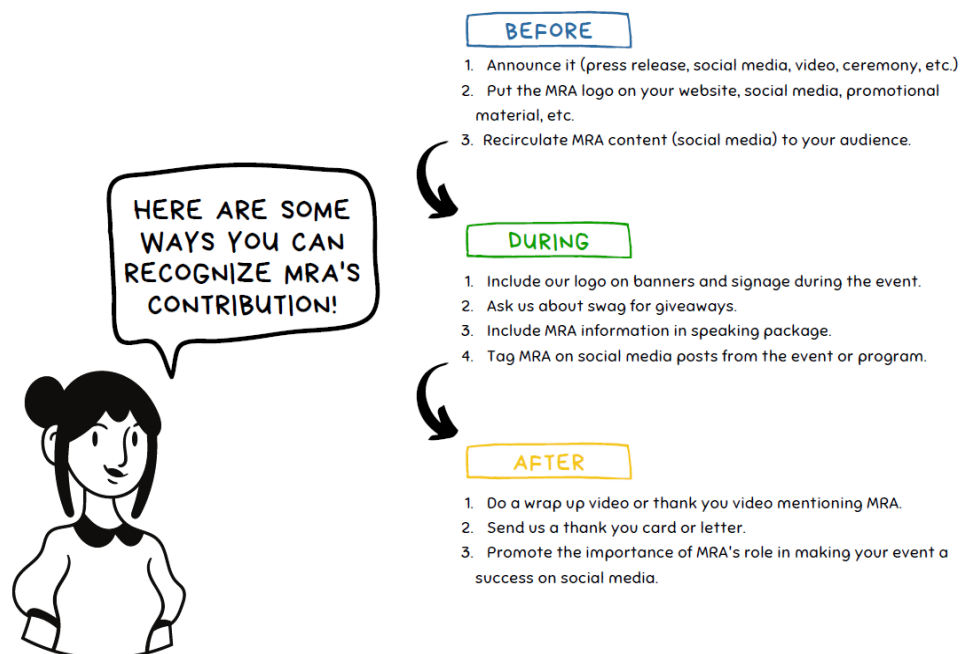 BEFORE
1. Announce it (press release, social media, video, ceremony, etc.)
2. Put the MRA logo on your website, social media, promotional
material, etc.
3. Recirculate MRA content (social media) to your audience.
HERE ARE SOME
WAYS YOU CAN
RECOGNIZE MRA'S
CONTRIBUTION!
DURING
1. Include our logo on banners and signage during the event.
2. Ask us about swag for giveaways.
3. Include MRA information in speaking package.
4. Tag MRA on social media posts from the event or program.
AFTER
1. Do a wrap up video or thank you video mentioning MRA.
2. Send us a thank you card or letter.
3. Promote the importance of MRA's role in making your event a
success on social media.